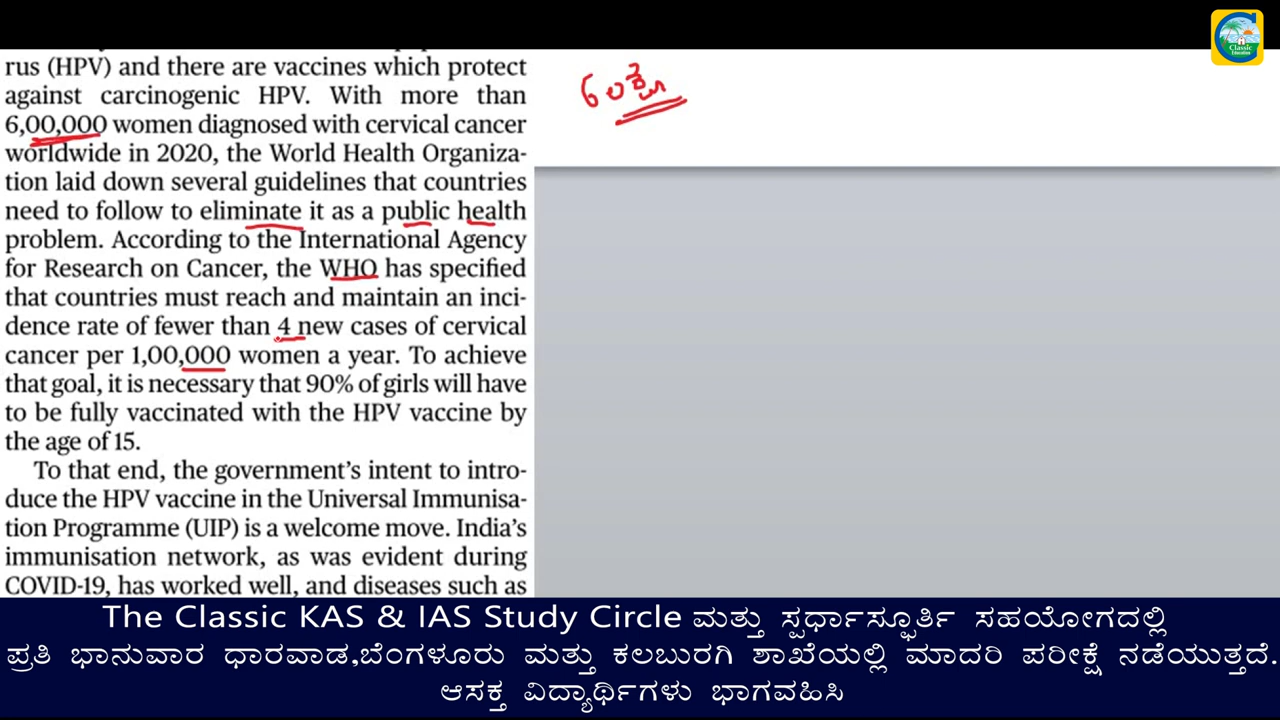 Classic
Education
rus (HPV) and there are vaccines which protect
against carcinogenic HPV. With more than
6,00,000 women diagnosed with cervical cancer
worldwide in 2020, the World Health Organiza-
tion laid down several guidelines that countries
need to follow to eliminate it as a public health
problem. According to the International Agency
for Research on Cancer, the WHO has specified
that countries must reach and maintain an inci-
dence rate of fewer than 4 new cases of cervical
cancer per 1,00,000 women a year. To achieve
that goal, it is necessary that 90% of girls will have
to be fully vaccinated with the HPV vaccine by
the age of 15.
To that end, the government’s intent to intro-
duce the HPV vaccine in the Universal Immunisa-
tion Programme (UIP) is a welcome move. India’s
immunisation network, as was evident during
COVID-19, has worked well, and diseases such as
The Classic KAS & IAS Study Circle ಮತ್ತು ಸ್ಪರ್ಧಾಸ್ಫೂರ್ತಿ ಸಹಯೋಗದಲ್ಲಿ
ಪ್ರತಿ ಭಾನುವಾರ ಧಾರವಾಡ,ಬೆಂಗಳೂರು ಮತ್ತು ಕಲಬುರಗಿ ಶಾಖೆಯಲ್ಲಿ ಮಾದರಿ ಪರೀಕ್ಷೆ ನಡೆಯುತ್ತದೆ.
ಆಸಕ್ತ ವಿದ್ಯಾರ್ಥಿಗಳು ಭಾಗವಹಿಸಿ